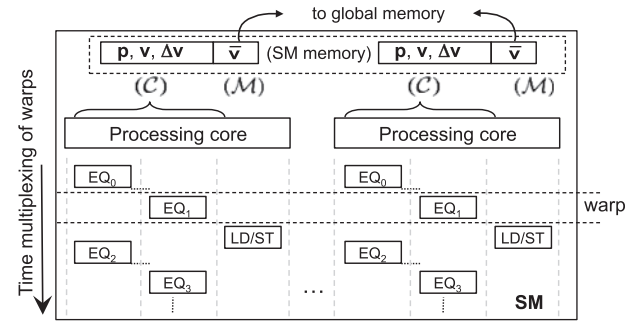 to global memory
p, v, Δv v̅ (SM memory) p, v, Δv v̅
(𝒞) (ℳ) (𝒞) (ℳ)
Processing core Processing core
EQ₀ EQ₀
EQ₁ EQ₁ warp
LD/ST LD/ST
EQ₂ EQ₂
EQ₃ ... EQ₃
SM
Time multiplexing of warps